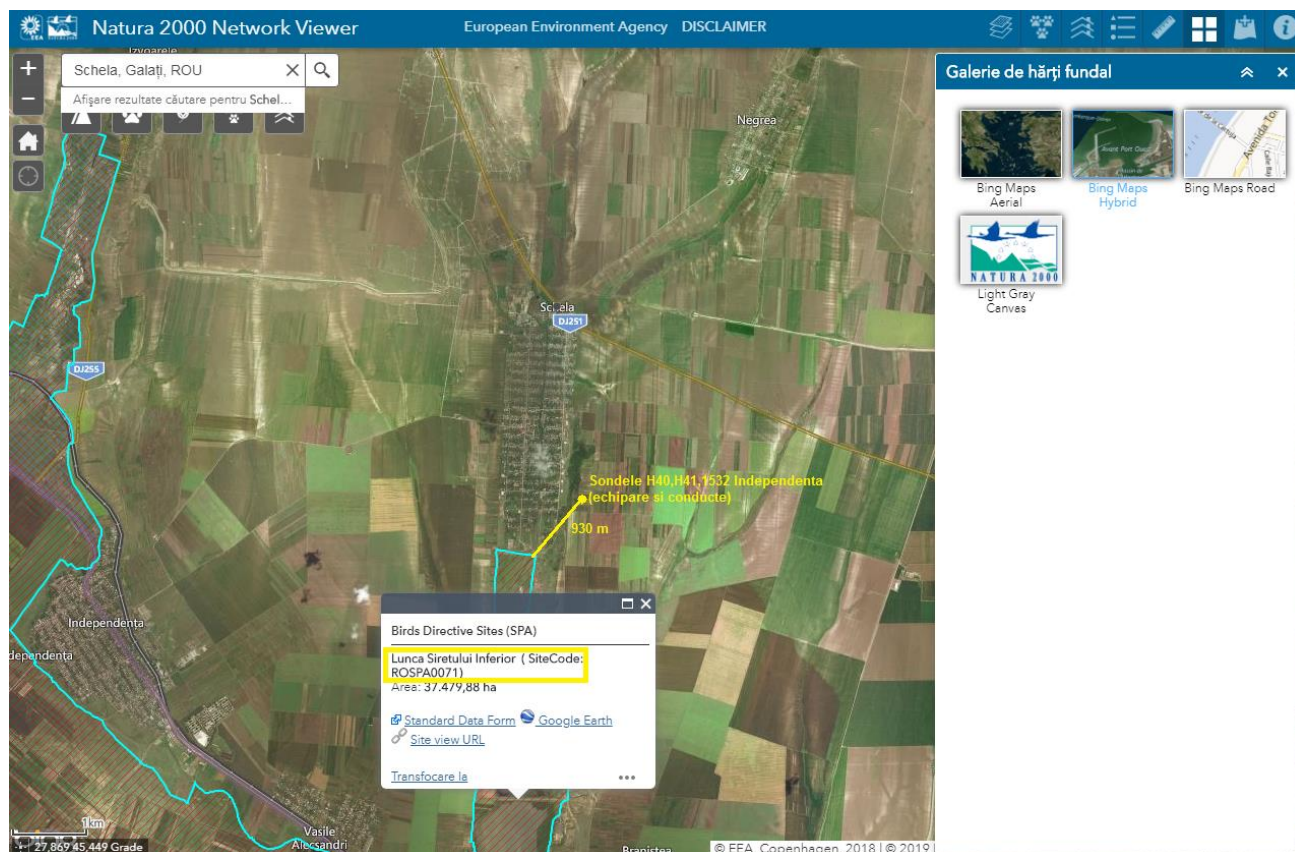 Natura 2000 Network Viewer
European Environment Agency DISCLAIMER
Izvoarele
Schela, Galați, ROU
Afișare rezultate căutare pentru Schel...
Galerie de hărți fundal
Bing Maps
Aerial
Bing Maps
Hybrid
Bing Maps Road
NATURA 2000
Light Gray
Canvas
Negrea
Schela
DJ251
DJ255
Sondele H40,H41,1532 Independenta
(echipare si conducte)
930 m
Independența
Birds Directive Sites (SPA)
Lunca Siretului Inferior ( SiteCode:
ROSPA0071)
Area: 37.479,88 ha
Standard Data Form Google Earth
Site view URL
Transfocare la
1km
27,869 45,449 Grade
Vasile
Alecsandri
Braniștea
© EEA, Copenhagen, 2018 | © 2019